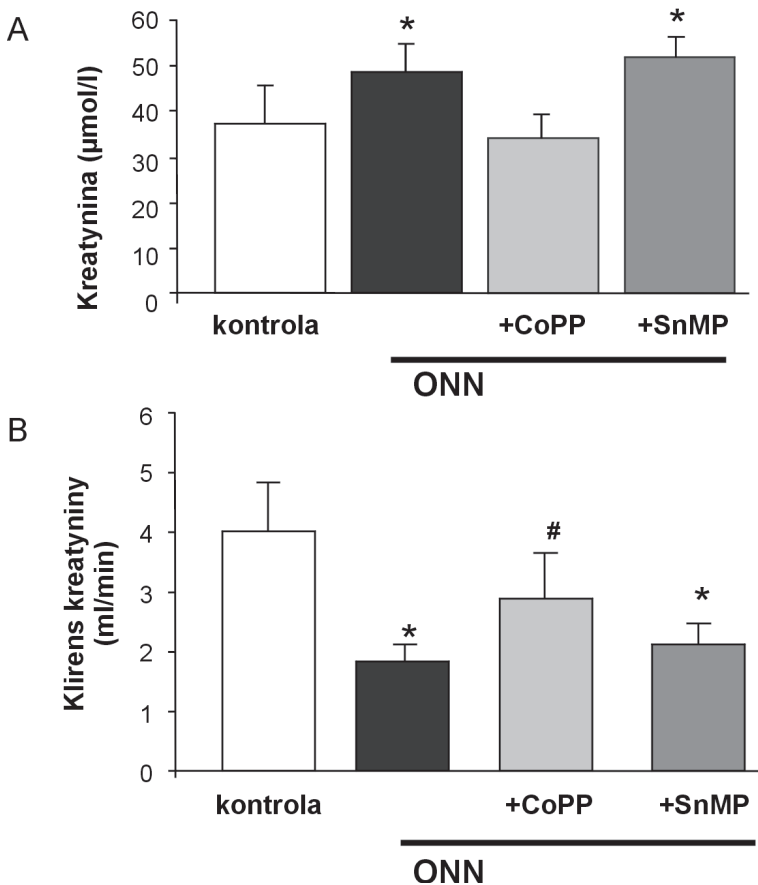 A
Kreatynina (µmol/l)
60
50
40
30
20
10
0
*
*
kontrola
+CoPP
+SnMP
ONN
B
Klirens kreatyniny
(ml/min)
6
5
4
3
2
1
0
*
#
*
kontrola
+CoPP
+SnMP
ONN